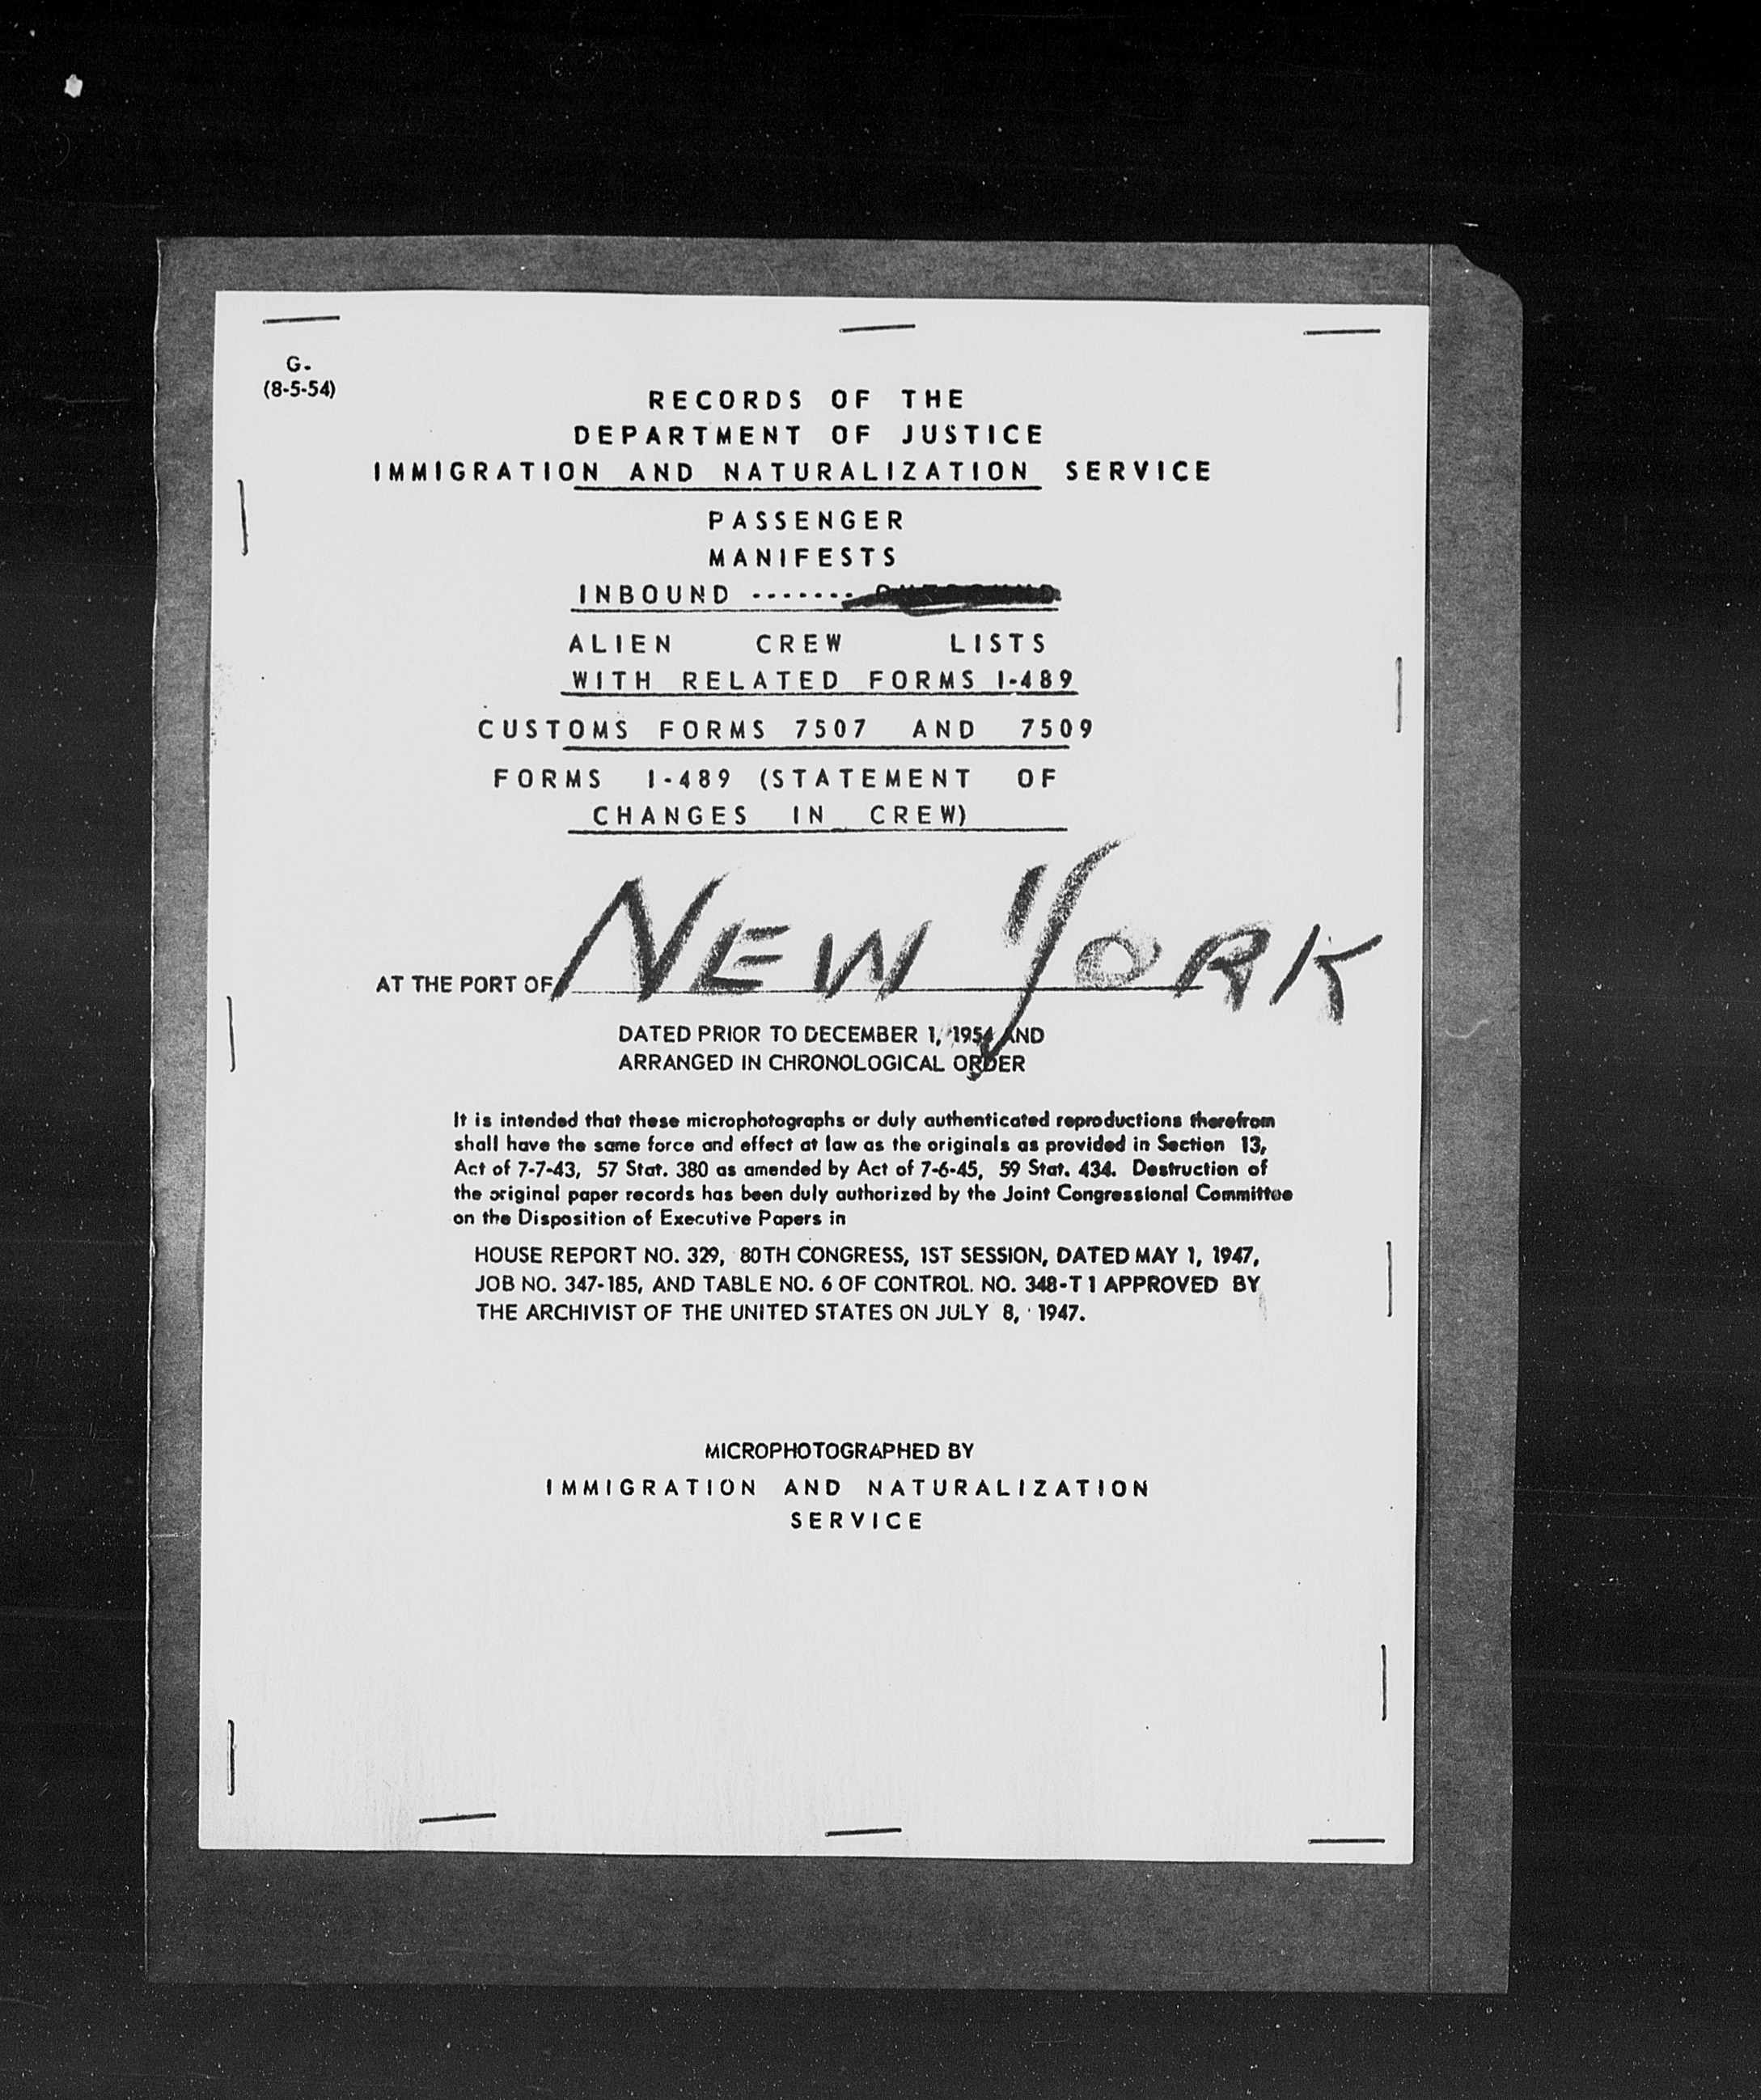 G.
(8-5-54)
RECORDS OF THE
DEPARTMENT OF JUSTICE
IMMIGRATION AND NATURALIZATION SERVICE
PASSENGER
MANIFESTS
INBOUND -------
ALIEN CREW LISTS
WITH RELATED FORMS I-489
CUSTOMS FORMS 7507 AND 7509
FORMS I-489 (STATEMENT OF
CHANGES IN CREW)
AT THE PORT OF NEW YORK
DATED PRIOR TO DECEMBER 1, 1954 AND
ARRANGED IN CHRONOLOGICAL ORDER
It is intended that these microphotographs or duly authenticated reproductions therefrom
shall have the same force and effect at law as the originals as provided in Section 13,
Act of 7-7-43, 57 Stat. 380 as amended by Act of 7-6-45, 59 Stat. 434. Destruction of
the original paper records has been duly authorized by the Joint Congressional Committee
on the Disposition of Executive Papers in
HOUSE REPORT NO. 329, 80TH CONGRESS, 1ST SESSION, DATED MAY 1, 1947,
JOB NO. 347-185, AND TABLE NO. 6 OF CONTROL. NO. 348-T 1 APPROVED BY
THE ARCHIVIST OF THE UNITED STATES ON JULY 8, 1947.
MICROPHOTOGRAPHED BY
IMMIGRATION AND NATURALIZATION
SERVICE